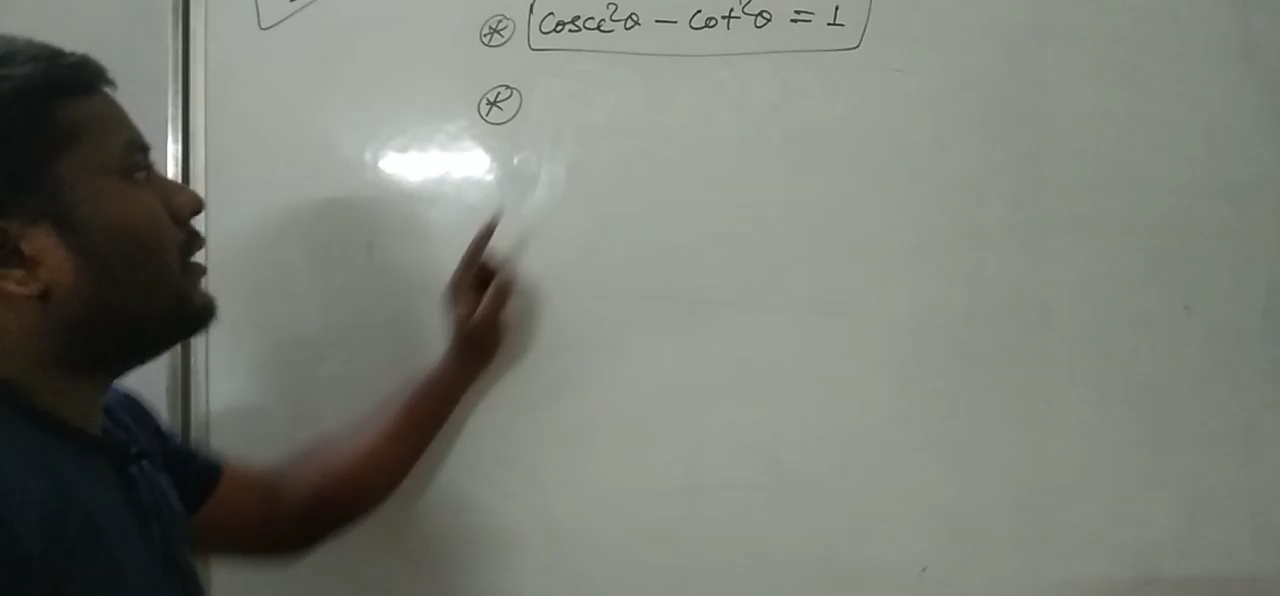 ⊛ cosec²θ - cot²θ = 1
⊛